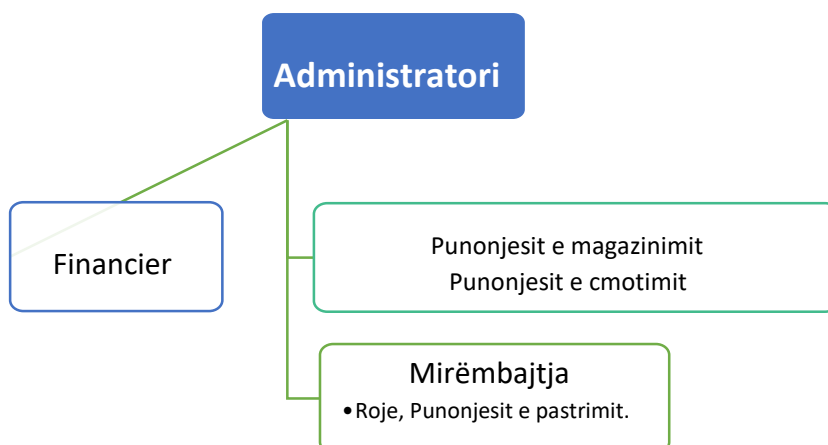 Administratori
Financier
Punonjesit e magazinimit
Punonjesit e cmotimit
Mirëmbajtja
•Roje, Punonjesit e pastrimit.